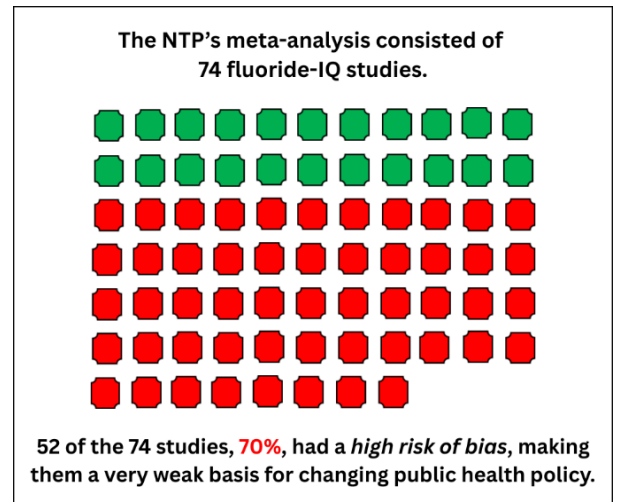 The NTP's meta-analysis consisted of
74 fluoride-IQ studies.
52 of the 74 studies, 70%, had a high risk of bias, making
them a very weak basis for changing public health policy.